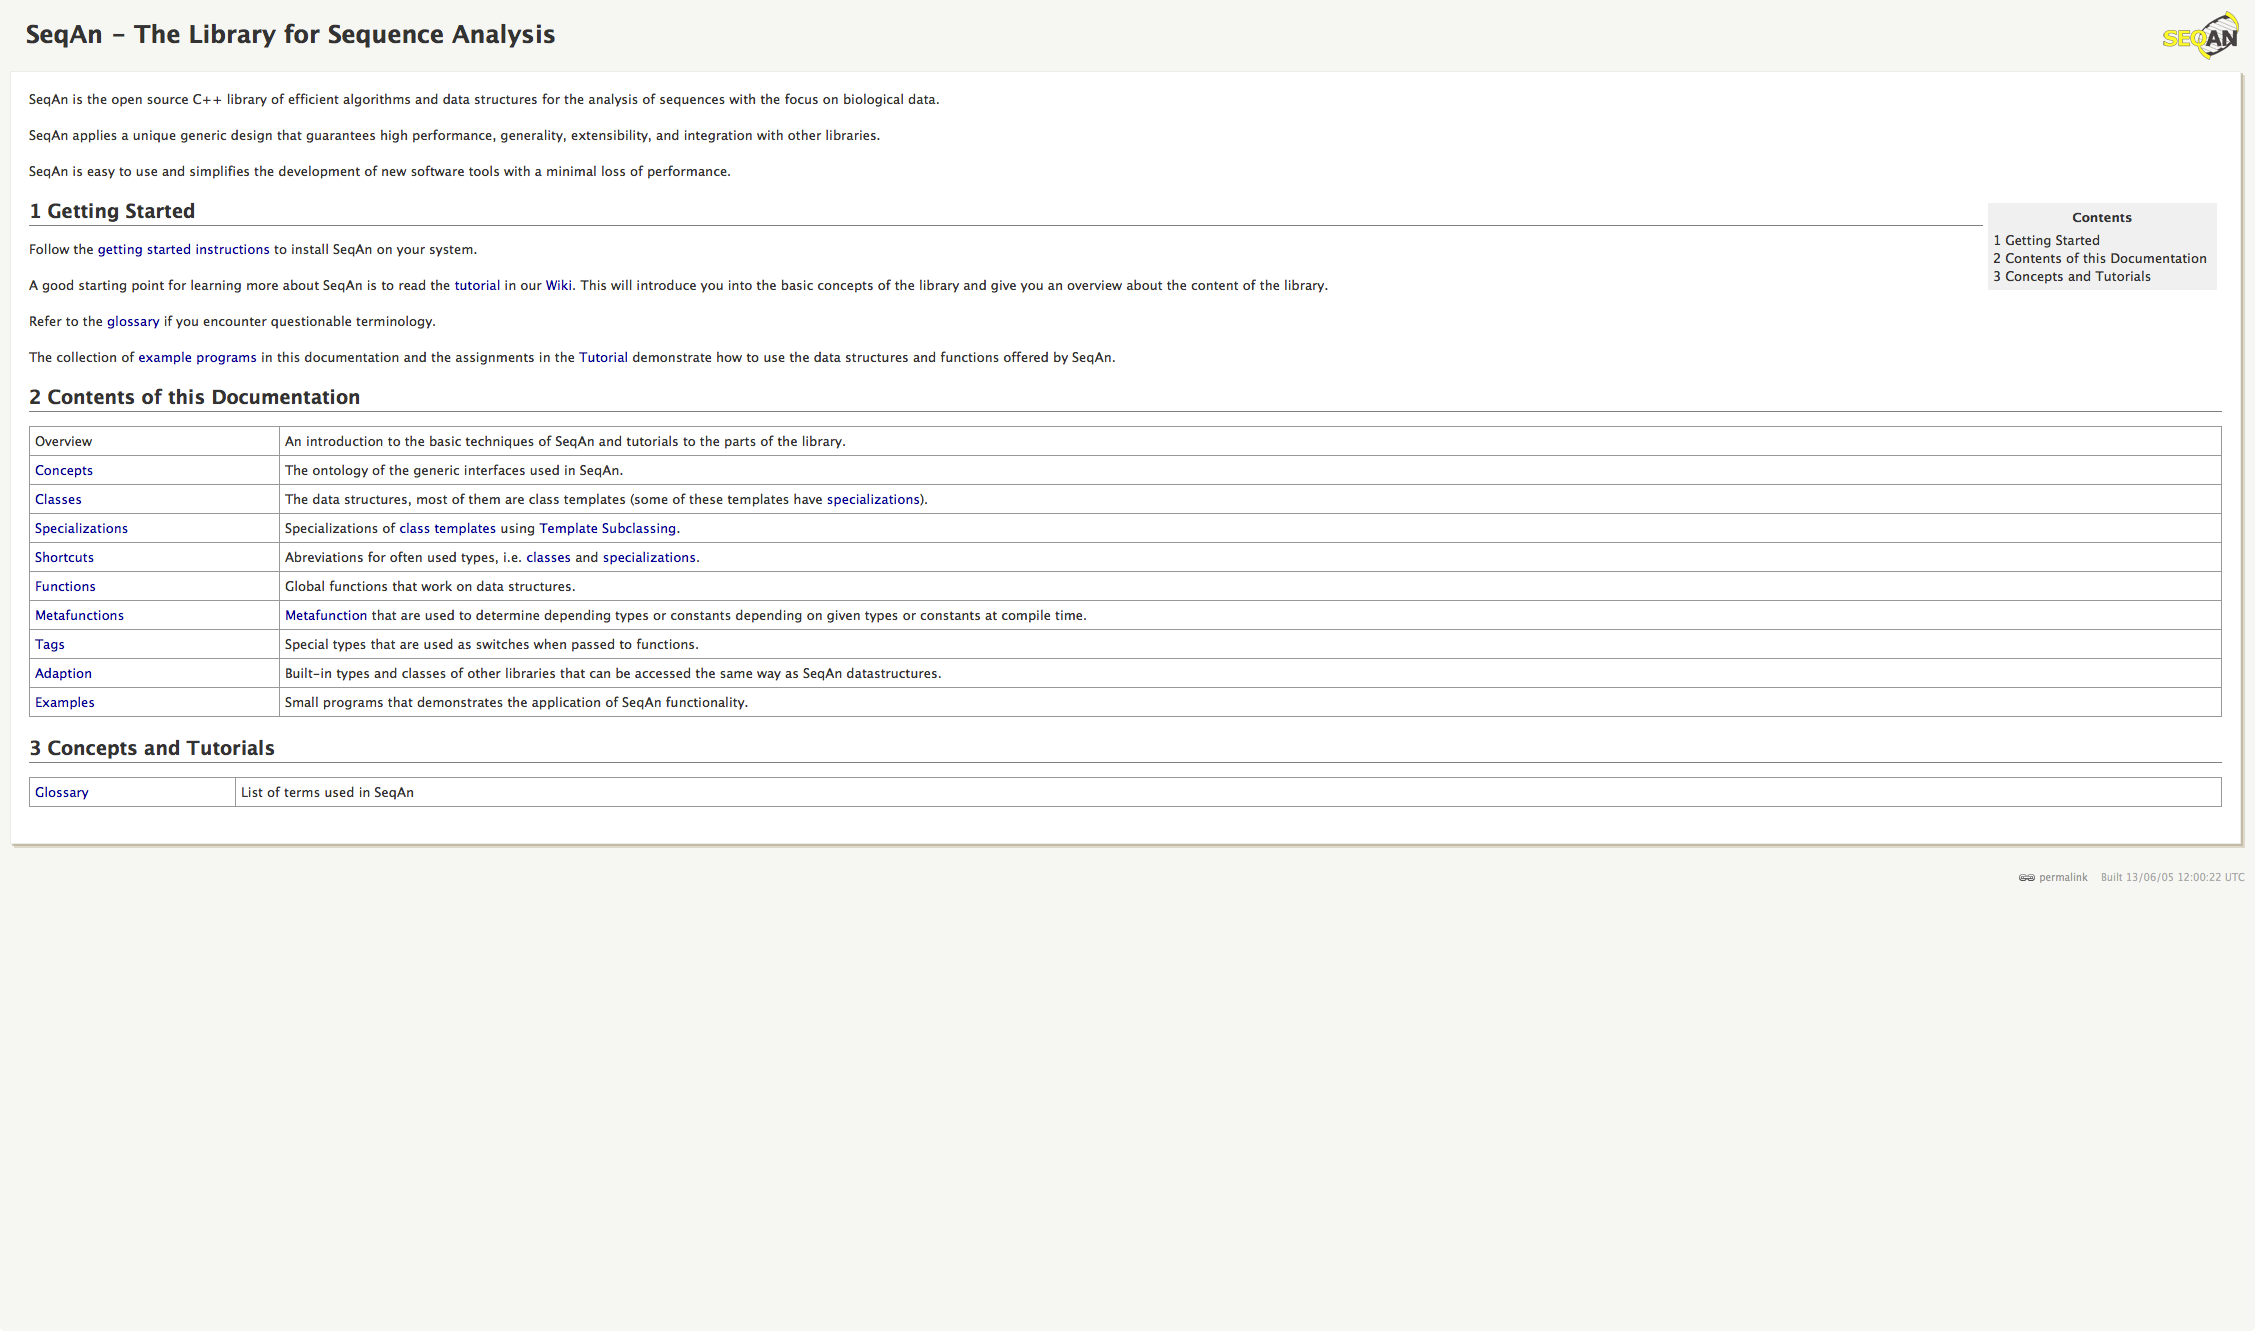 SeqAn - The Library for Sequence Analysis
SEQAN
SeqAn is the open source C++ library of efficient algorithms and data structures for the analysis of sequences with the focus on biological data.
SeqAn applies a unique generic design that guarantees high performance, generality, extensibility, and integration with other libraries.
SeqAn is easy to use and simplifies the development of new software tools with a minimal loss of performance.
1 Getting Started
Contents
1 Getting Started
2 Contents of this Documentation
3 Concepts and Tutorials
Follow the getting started instructions to install SeqAn on your system.
A good starting point for learning more about SeqAn is to read the tutorial in our Wiki. This will introduce you into the basic concepts of the library and give you an overview about the content of the library.
Refer to the glossary if you encounter questionable terminology.
The collection of example programs in this documentation and the assignments in the Tutorial demonstrate how to use the data structures and functions offered by SeqAn.
2 Contents of this Documentation
Overview An introduction to the basic techniques of SeqAn and tutorials to the parts of the library.
Concepts The ontology of the generic interfaces used in SeqAn.
Classes The data structures, most of them are class templates (some of these templates have specializations).
Specializations Specializations of class templates using Template Subclassing.
Shortcuts Abreviations for often used types, i.e. classes and specializations.
Functions Global functions that work on data structures.
Metafunctions Metafunction that are used to determine depending types or constants depending on given types or constants at compile time.
Tags Special types that are used as switches when passed to functions.
Adaption Built-in types and classes of other libraries that can be accessed the same way as SeqAn datastructures.
Examples Small programs that demonstrates the application of SeqAn functionality.
3 Concepts and Tutorials
Glossary List of terms used in SeqAn
permalink Built 13/06/05 12:00:22 UTC